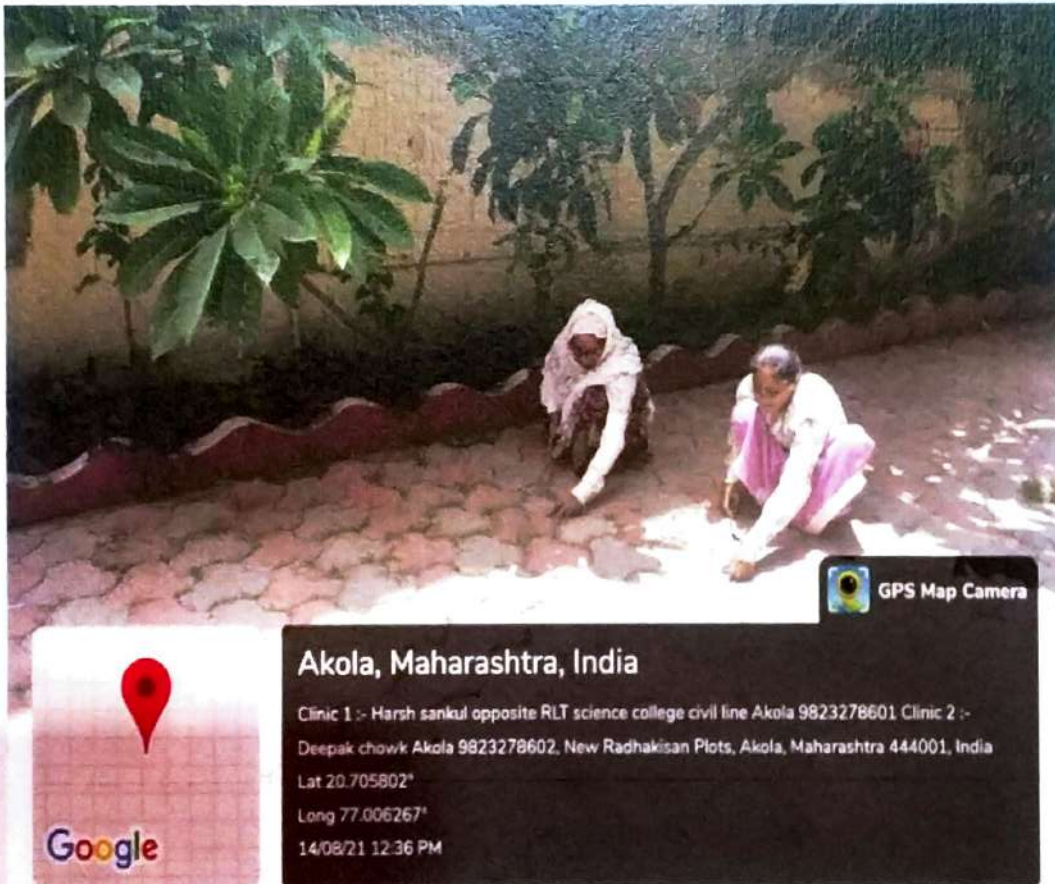 GPS Map Camera
Akola, Maharashtra, India
Clinic 1 :- Harsh sankul opposite RLT science college civil line Akola 9823278601 Clinic 2 :-
Deepak chowk Akola 9823278602, New Radhakisan Plots, Akola, Maharashtra 444001, India
Lat 20.705802°
Long 77.006267°
14/08/21 12:36 PM
Google